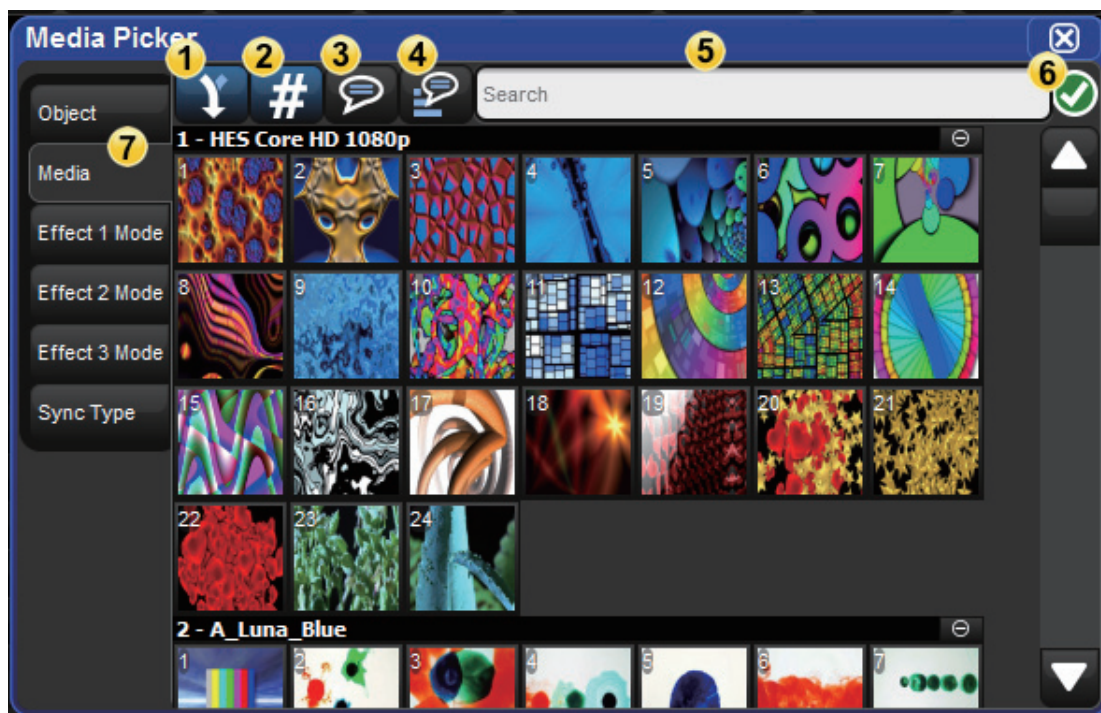 Media Picker
1 2 3 4 5 6
#
Search
Object
7
Media
Effect 1 Mode
Effect 2 Mode
Effect 3 Mode
Sync Type
1 - HES Core HD 1080p
1 2 3 4 5 6 7
8 9 10 11 12 13 14
15 16 17 18 19 20 21
22 23 24
2 - A_Luna_Blue
1 2 3 4 5 6 7